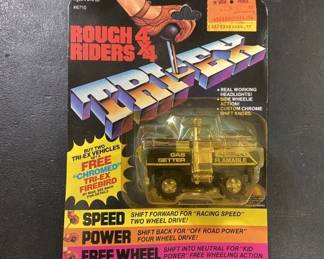 #6710
ROUGH
RIDERS 4X4
TRI-EX
• REAL WORKING
HEADLIGHTS!
• SIDE WHEELIE
ACTION!
• CUSTOM CHROME
SHIFT KNOBS
BUY TWO
TRI-EX VEHICLES
GET
FREE
"CHROMED"
TRI-EX
FIREBIRD
BY MAIL
GAS
GETTER
FLAMABLE
SPEED SHIFT FORWARD FOR "RACING SPEED"
TWO WHEEL DRIVE!
POWER SHIFT BACK FOR "OFF ROAD POWER"
FOUR WHEEL DRIVE!
FREE WHEEL SHIFT INTO NEUTRAL FOR "KID
POWER" FREE WHEELING ACTION.